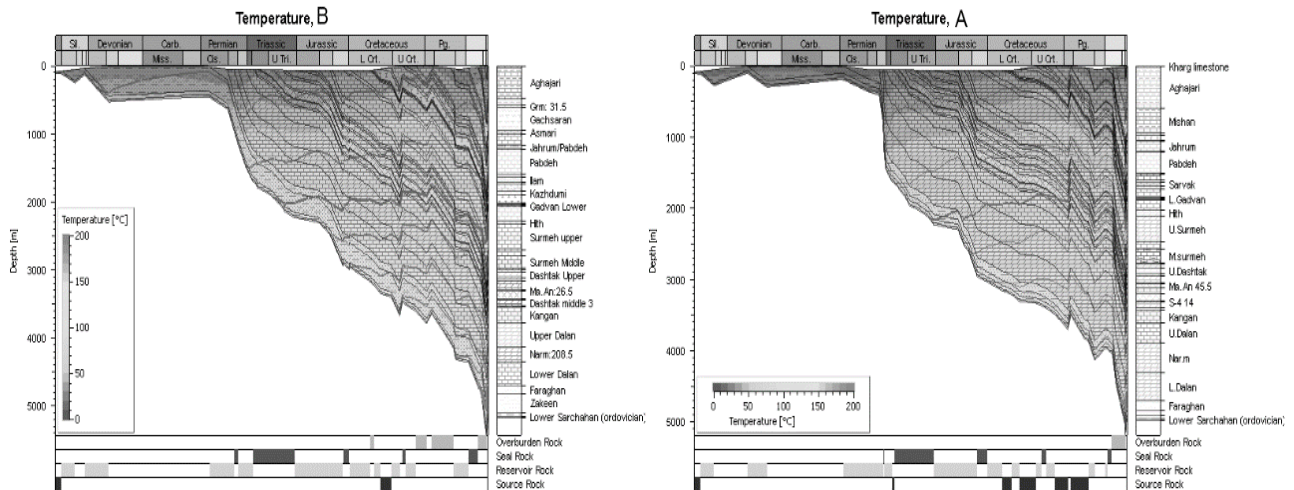 Temperature, B
Sil. Devonian Carb. Permian Triassic Jurassic Cretaceous Pg.
Miss. Cis. U Tri. L Crt. U Crt.
0
1000
2000
3000
4000
5000
Depth [m]
Temperature [°C]
200
150
100
50
0
Aghajari
Grm: 31.5
Gachsaran
Asmari
Jahrum/Pabdeh
Pabdeh
Ilam
Kazhdumi
Gadvan Lower
Hith
Surmeh upper
Surmeh Middle
Dashtak Upper
Ma.An:26.5
Dashtak middle 3
Kangan
Upper Dalan
Narm:208.5
Lower Dalan
Faraghan
Zakeen
Lower Sarchahan (ordovician)
Overburden Rock
Seal Rock
Reservoir Rock
Source Rock
Temperature, A
Sil. Devonian Carb. Permian Triassic Jurassic Cretaceous Pg.
Miss. Cis. U Tri. L Crt. U Crt.
0
1000
2000
3000
4000
5000
Depth [m]
0 50 100 150 200
Temperature [°C]
Kharg limestone
Aghajari
Mishan
Jahrum
Pabdeh
Sarvak
L.Gadvan
Hith
U.Surmeh
M.surmeh
U.Dashtak
Ma.An 45.5
S-4 14
Kangan
U.Dalan
Nar.m
L.Dalan
Faraghan
Lower Sarchahan (ordovician)
Overburden Rock
Seal Rock
Reservoir Rock
Source Rock